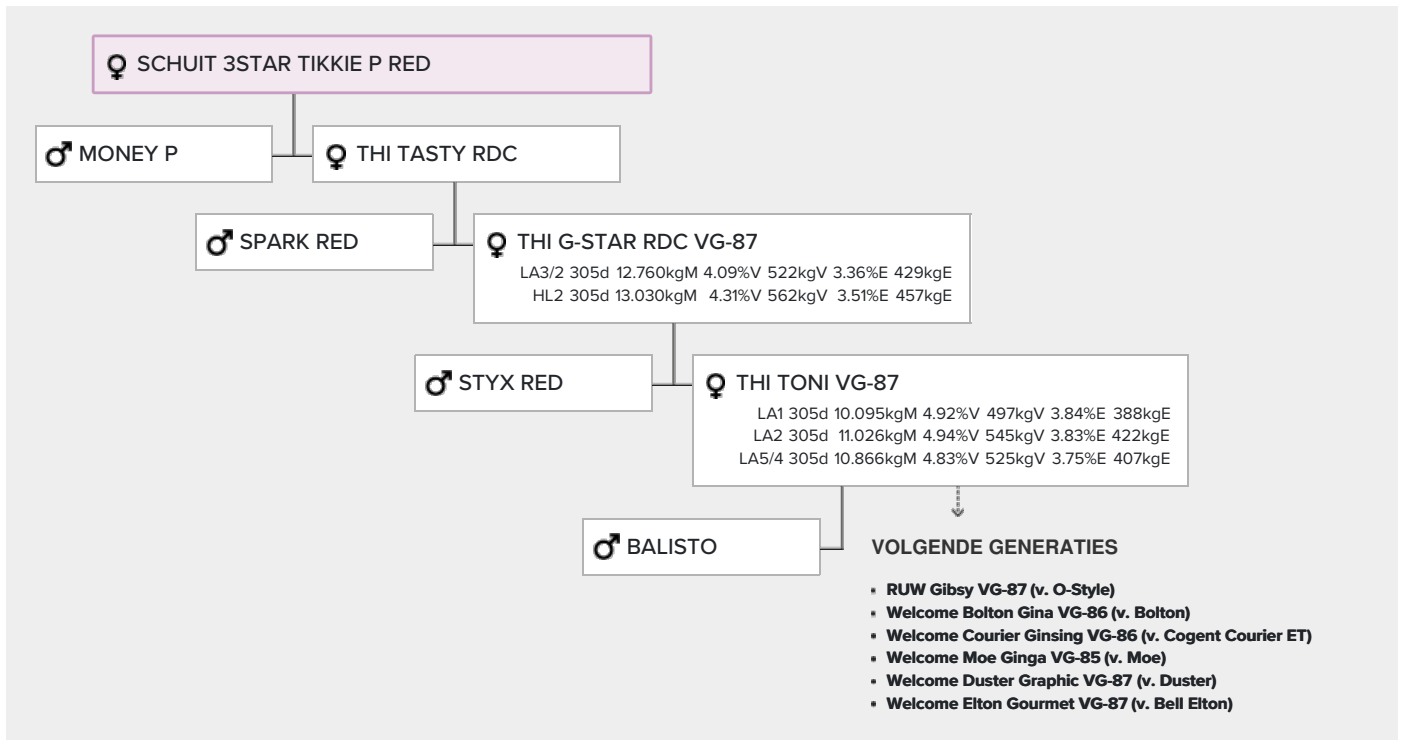 SCHUIT 3STAR TIKKIE P RED
MONEY P
THI TASTY RDC
SPARK RED
THI G-STAR RDC VG-87
LA3/2 305d 12.760kgM 4.09%V 522kgV 3.36%E 429kgE
HL2 305d 13.030kgM 4.31%V 562kgV 3.51%E 457kgE
STYX RED
THI TONI VG-87
LA1 305d 10.095kgM 4.92%V 497kgV 3.84%E 388kgE
LA2 305d 11.026kgM 4.94%V 545kgV 3.83%E 422kgE
LA5/4 305d 10.866kgM 4.83%V 525kgV 3.75%E 407kgE
BALISTO
VOLGENDE GENERATIES
• RUW Gibsy VG-87 (v. O-Style)
• Welcome Bolton Gina VG-86 (v. Bolton)
• Welcome Courier Ginsing VG-86 (v. Cogent Courier ET)
• Welcome Moe Ginga VG-85 (v. Moe)
• Welcome Duster Graphic VG-87 (v. Duster)
• Welcome Elton Gourmet VG-87 (v. Bell Elton)